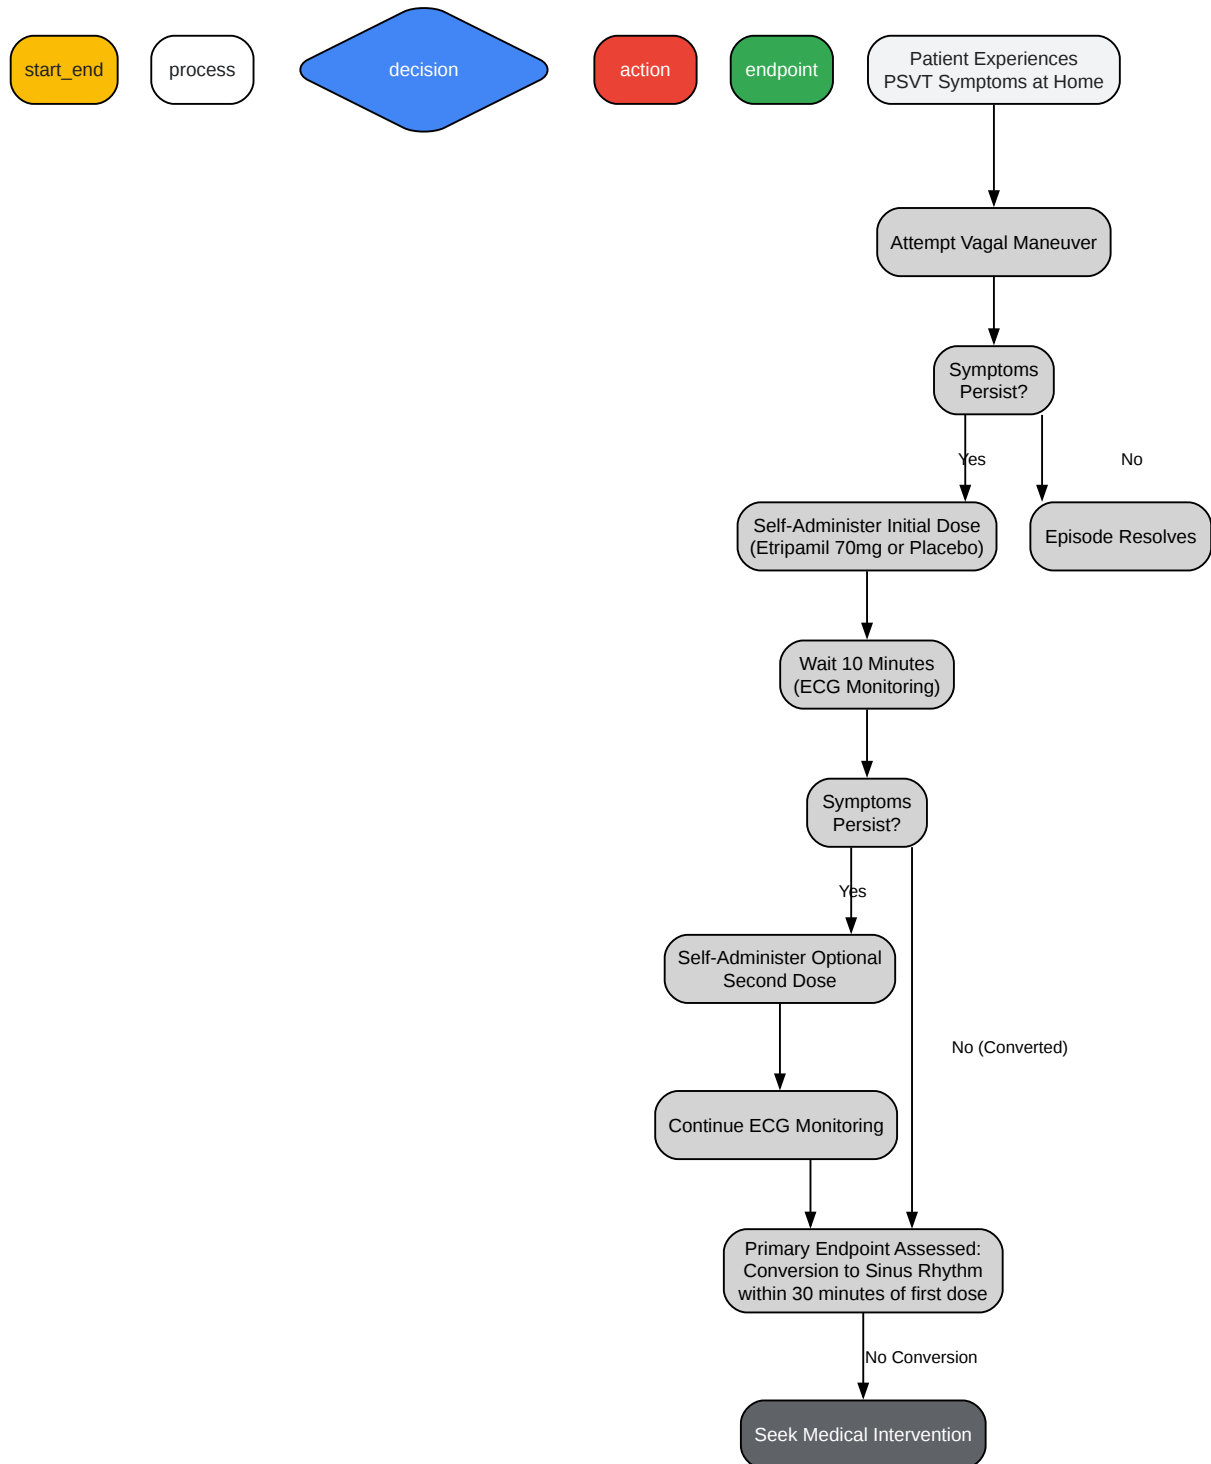 start_end
process
decision
action
endpoint
Patient Experiences
PSVT Symptoms at Home
Attempt Vagal Maneuver
Symptoms
Persist?
Yes
No
Self-Administer Initial Dose
(Etripamil 70mg or Placebo)
Episode Resolves
Wait 10 Minutes
(ECG Monitoring)
Symptoms
Persist?
Yes
Self-Administer Optional
Second Dose
No (Converted)
Continue ECG Monitoring
Primary Endpoint Assessed:
Conversion to Sinus Rhythm
within 30 minutes of first dose
No Conversion
Seek Medical Intervention